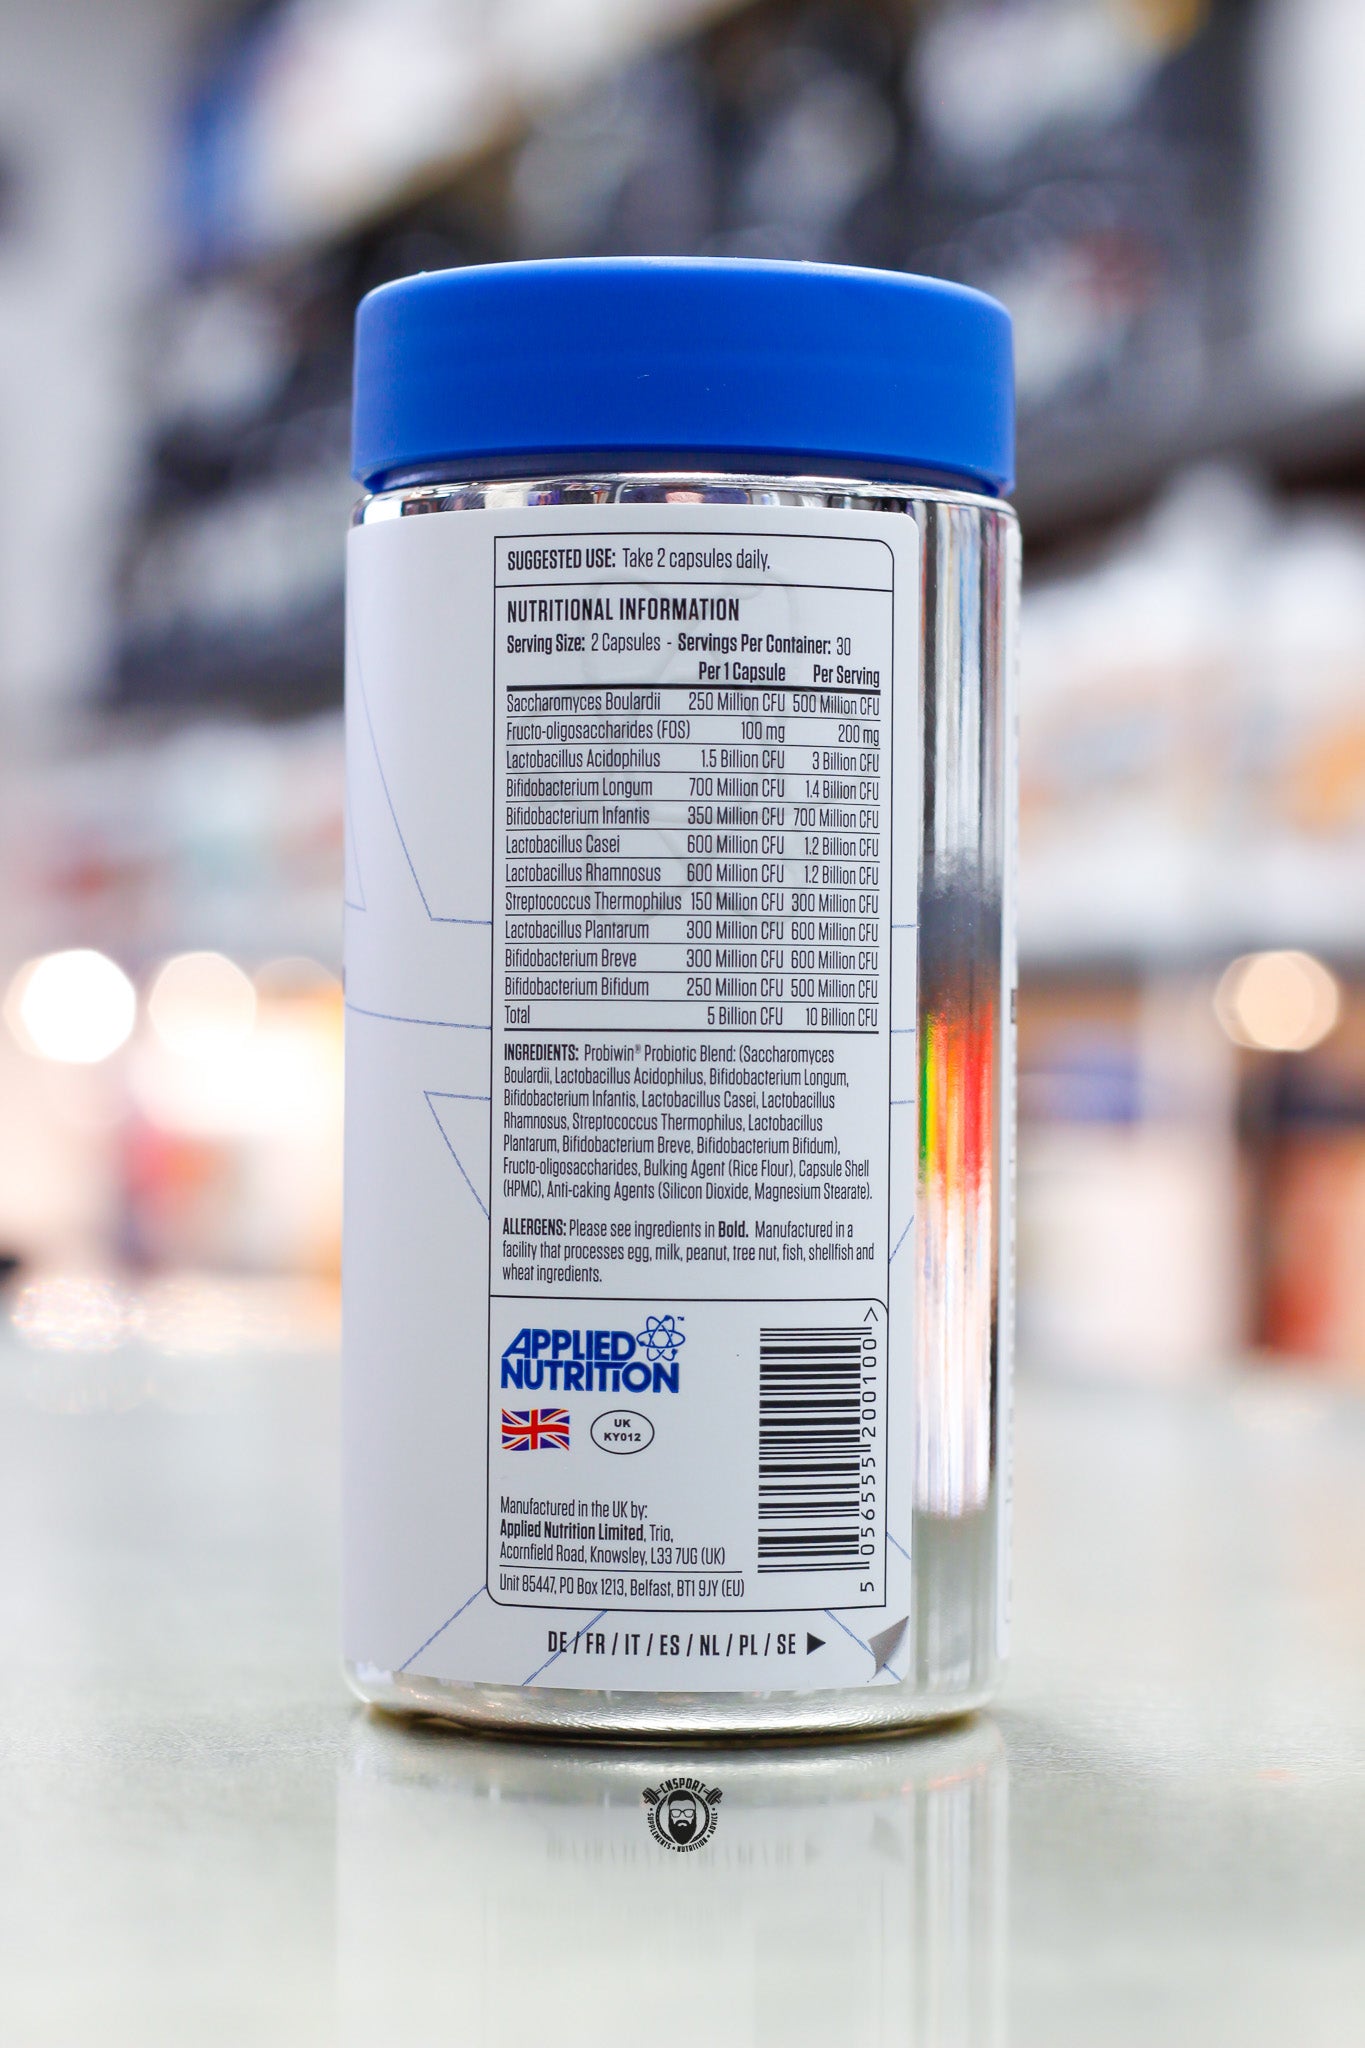 SUGGESTED USE: Take 2 capsules daily.
NUTRITIONAL INFORMATION
Serving Size: 2 Capsules - Servings Per Container: 30
Per 1 Capsule Per Serving
Saccharomyces Boulardii 250 Million CFU 500 Million CFU
Fructo-oligosaccharides (FOS) 100 mg 200 mg
Lactobacillus Acidophilus 1.5 Billion CFU 3 Billion CFU
Bifidobacterium Longum 700 Million CFU 1.4 Billion CFU
Bifidobacterium Infantis 350 Million CFU 700 Million CFU
Lactobacillus Casei 600 Million CFU 1.2 Billion CFU
Lactobacillus Rhamnosus 600 Million CFU 1.2 Billion CFU
Streptococcus Thermophilus 150 Million CFU 300 Million CFU
Lactobacillus Plantarum 300 Million CFU 600 Million CFU
Bifidobacterium Breve 300 Million CFU 600 Million CFU
Bifidobacterium Bifidum 250 Million CFU 500 Million CFU
Total 5 Billion CFU 10 Billion CFU
INGREDIENTS: Probiwin® Probiotic Blend: (Saccharomyces
Boulardii, Lactobacillus Acidophilus, Bifidobacterium Longum,
Bifidobacterium Infantis, Lactobacillus Casei, Lactobacillus
Rhamnosus, Streptococcus Thermophilus, Lactobacillus
Plantarum, Bifidobacterium Breve, Bifidobacterium Bifidum),
Fructo-oligosaccharides, Bulking Agent (Rice Flour), Capsule Shell
(HPMC), Anti-caking Agents (Silicon Dioxide, Magnesium Stearate).
ALLERGENS: Please see ingredients in Bold. Manufactured in a
facility that processes egg, milk, peanut, tree nut, fish, shellfish and
wheat ingredients.
APPLIED
NUTRITION
™
UK
KY012
Manufactured in the UK by:
Applied Nutrition Limited, Trio,
Acornfield Road, Knowsley, L33 7UG (UK)
Unit 85447, PO Box 1213, Belfast, BT1 9JY (EU)
5 056555 200100 >
DE / FR / IT / ES / NL / PL / SE ▶
CNSPORT
SUPPLEMENTS • NUTRITION • ADVICE